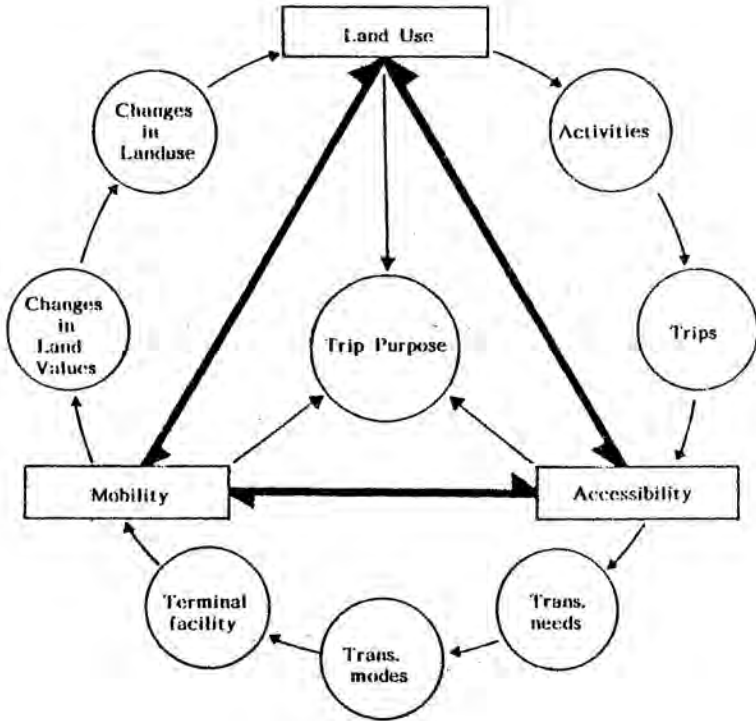 Land Use
Changes
in
Landuse
Activities
Changes
in
Land
Values
Trip Purpose
Trips
Mobility
Accessibility
Terminal
facility
Trans.
needs
Trans.
modes